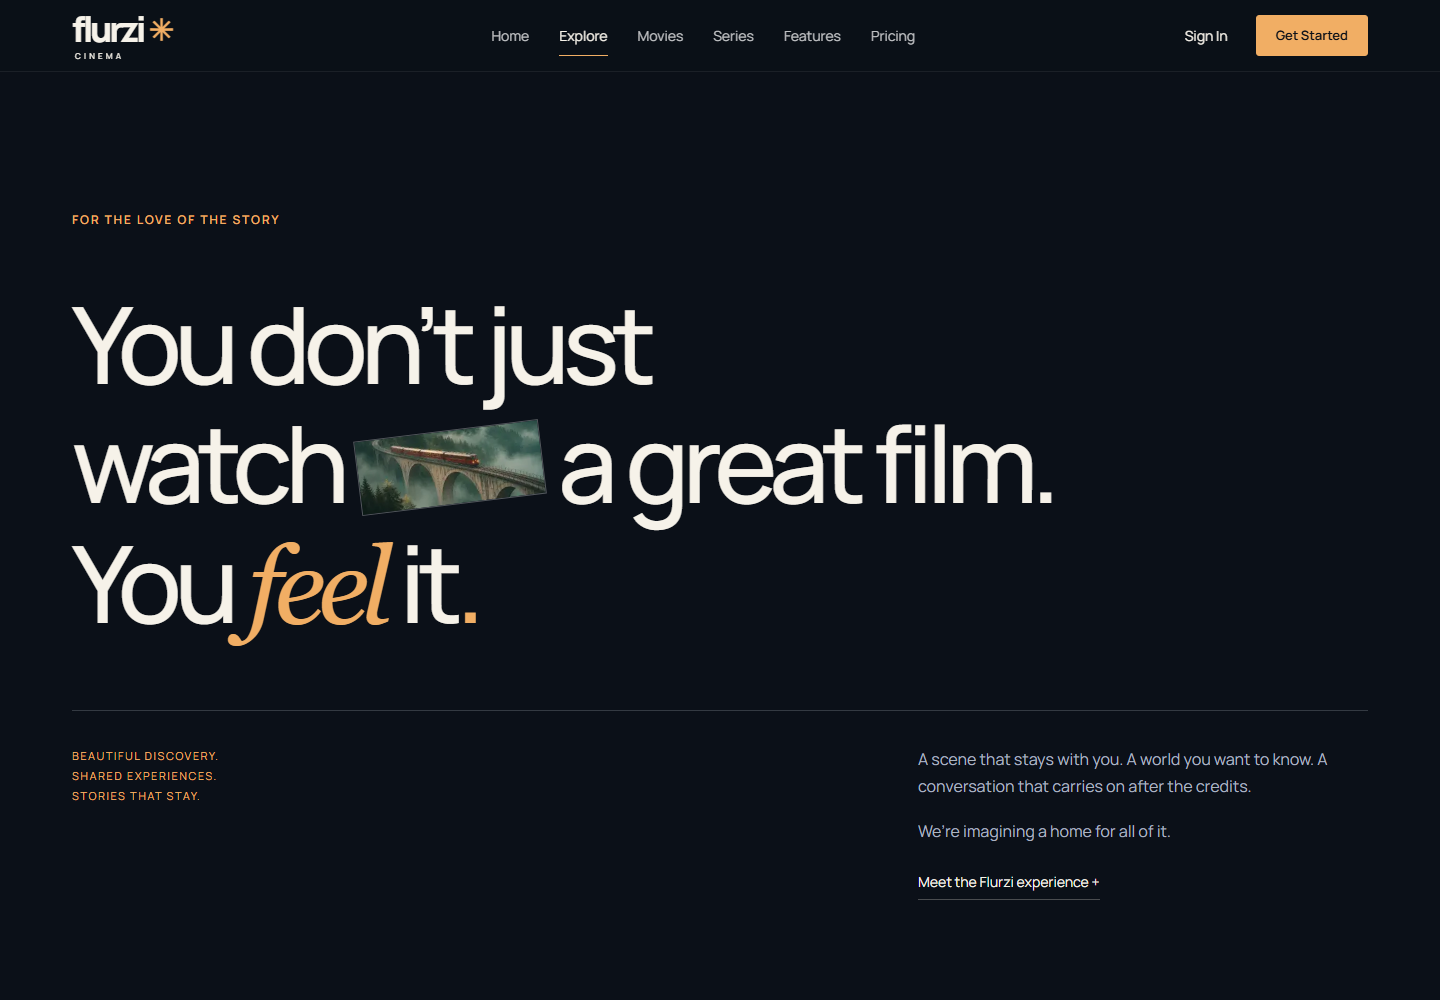 flurzi
CINEMA
Home Explore Movies Series Features Pricing
Sign In Get Started
FOR THE LOVE OF THE STORY
You don’t just
watch a great film.
You feel it.
BEAUTIFUL DISCOVERY.
SHARED EXPERIENCES.
STORIES THAT STAY.
A scene that stays with you. A world you want to know. A
conversation that carries on after the credits.
We’re imagining a home for all of it.
Meet the Flurzi experience +